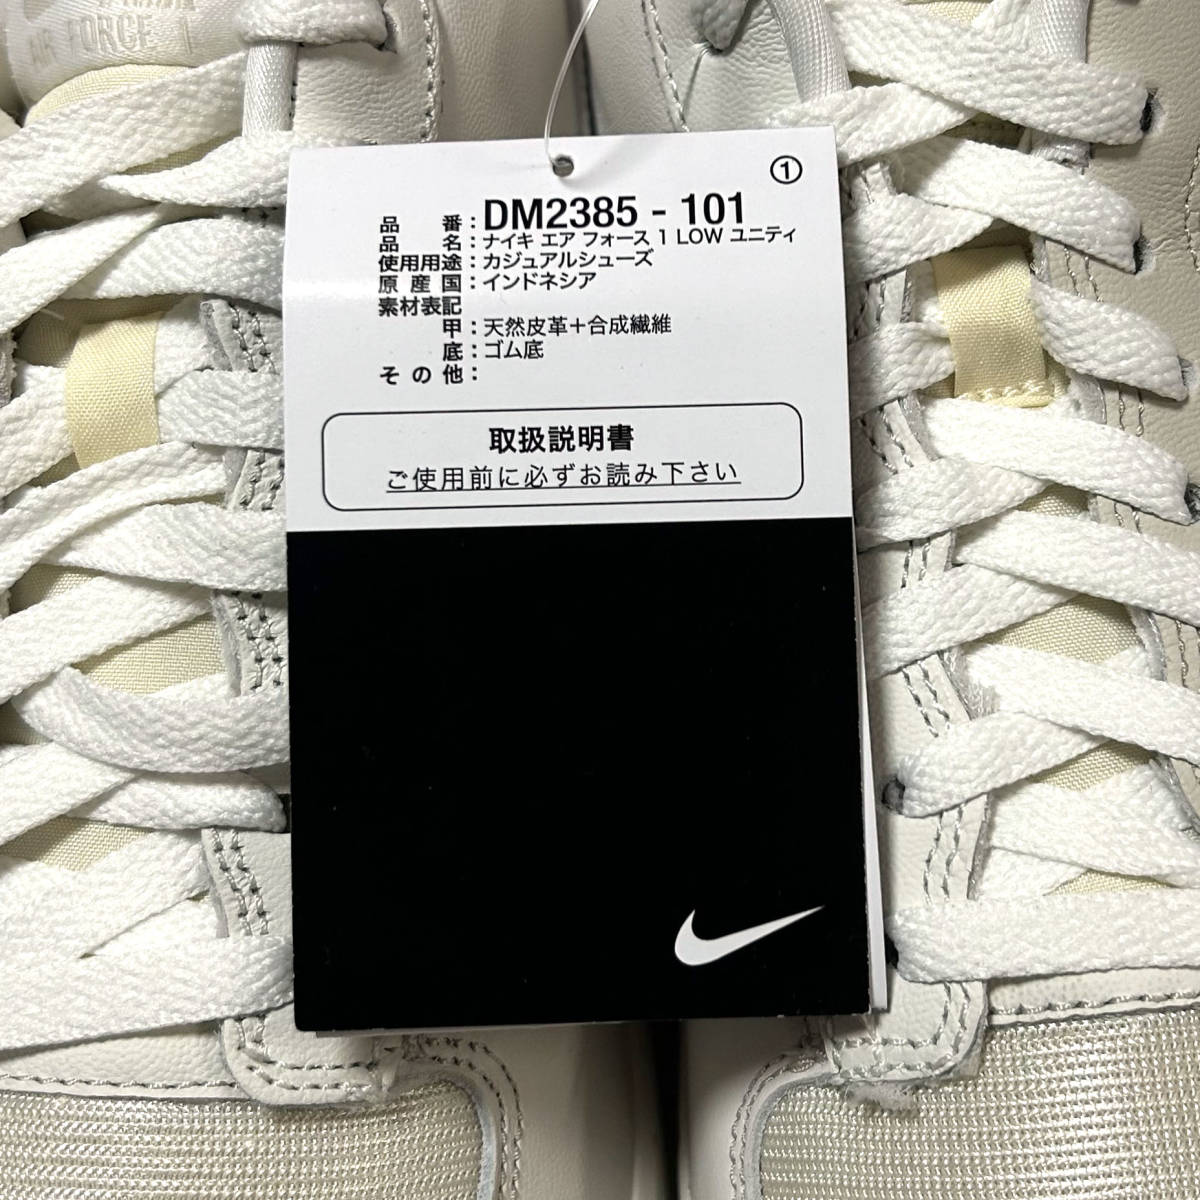 AIR FORCE 1
①
品番：DM2385 - 101
品名：ナイキ エア フォース 1 LOW ユニティ
使用用途：カジュアルシューズ
原産国：インドネシア
素材表記
甲：天然皮革＋合成繊維
底：ゴム底
その他：
取扱説明書
ご使用前に必ずお読み下さい